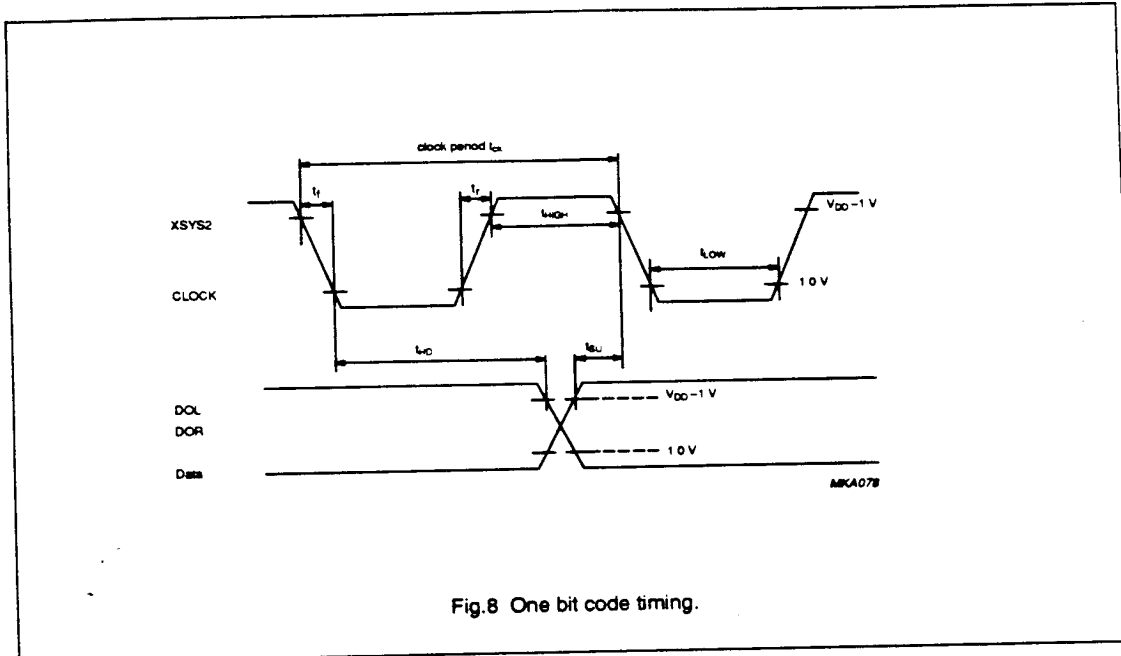 clock period tck
tf
tr
XSYS2
tHIGH
VDD−1 V
tLOW
CLOCK
1 0 V
tHD
tSU
DOL
VDD−1 V
DOR
1 0 V
Data
MKA078
Fig.8 One bit code timing.